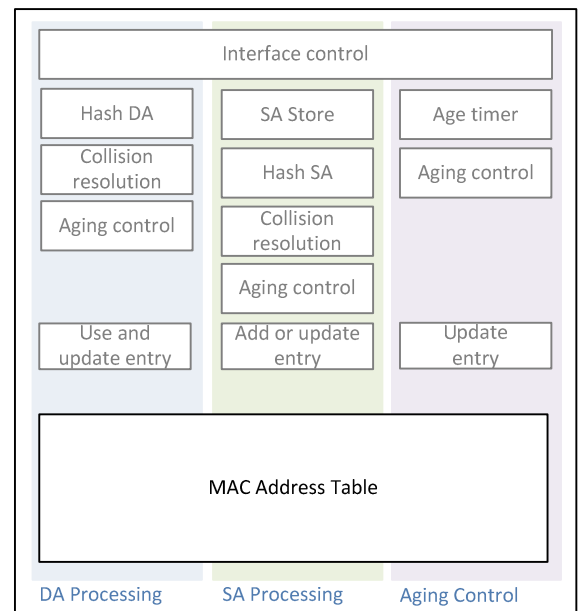 Interface control
Hash DA
Collision
resolution
Aging control
Use and
update entry
SA Store
Hash SA
Collision
resolution
Aging control
Add or update
entry
Age timer
Aging control
Update
entry
MAC Address Table
DA Processing
SA Processing
Aging Control